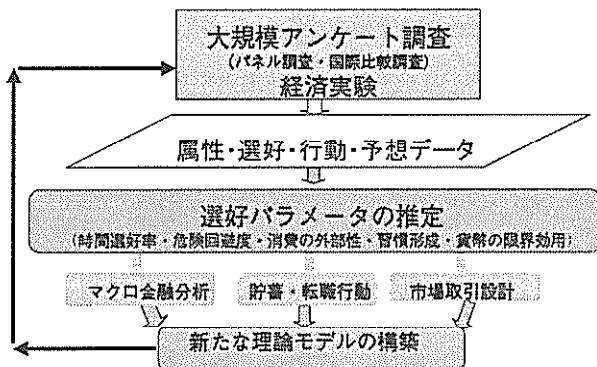 大規模アンケート調査
(パネル調査・国際比較調査)
経済実験
属性・選好・行動・予想データ
選好パラメータの推定
(時間選好率・危険回避度・消費の外部性・習慣形成・貨幣の限界効用)
マクロ金融分析
貯蓄・転職行動
市場取引設計
新たな理論モデルの構築